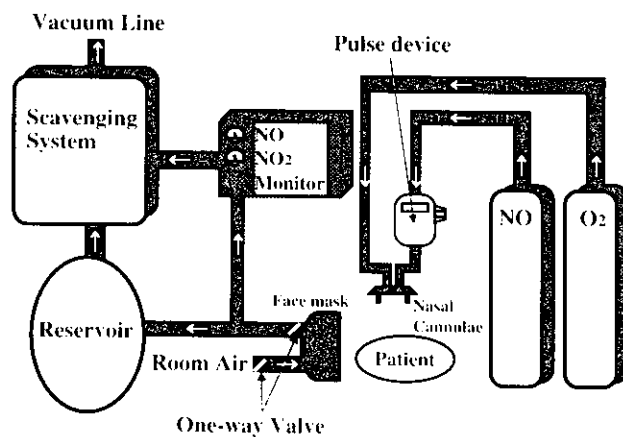 Vacuum Line
Pulse device
Scavenging
System
NO
NO2
Monitor
NO
O2
Reservoir
Face mask
Nasal
Cannulae
Room Air
Patient
One-way Valve